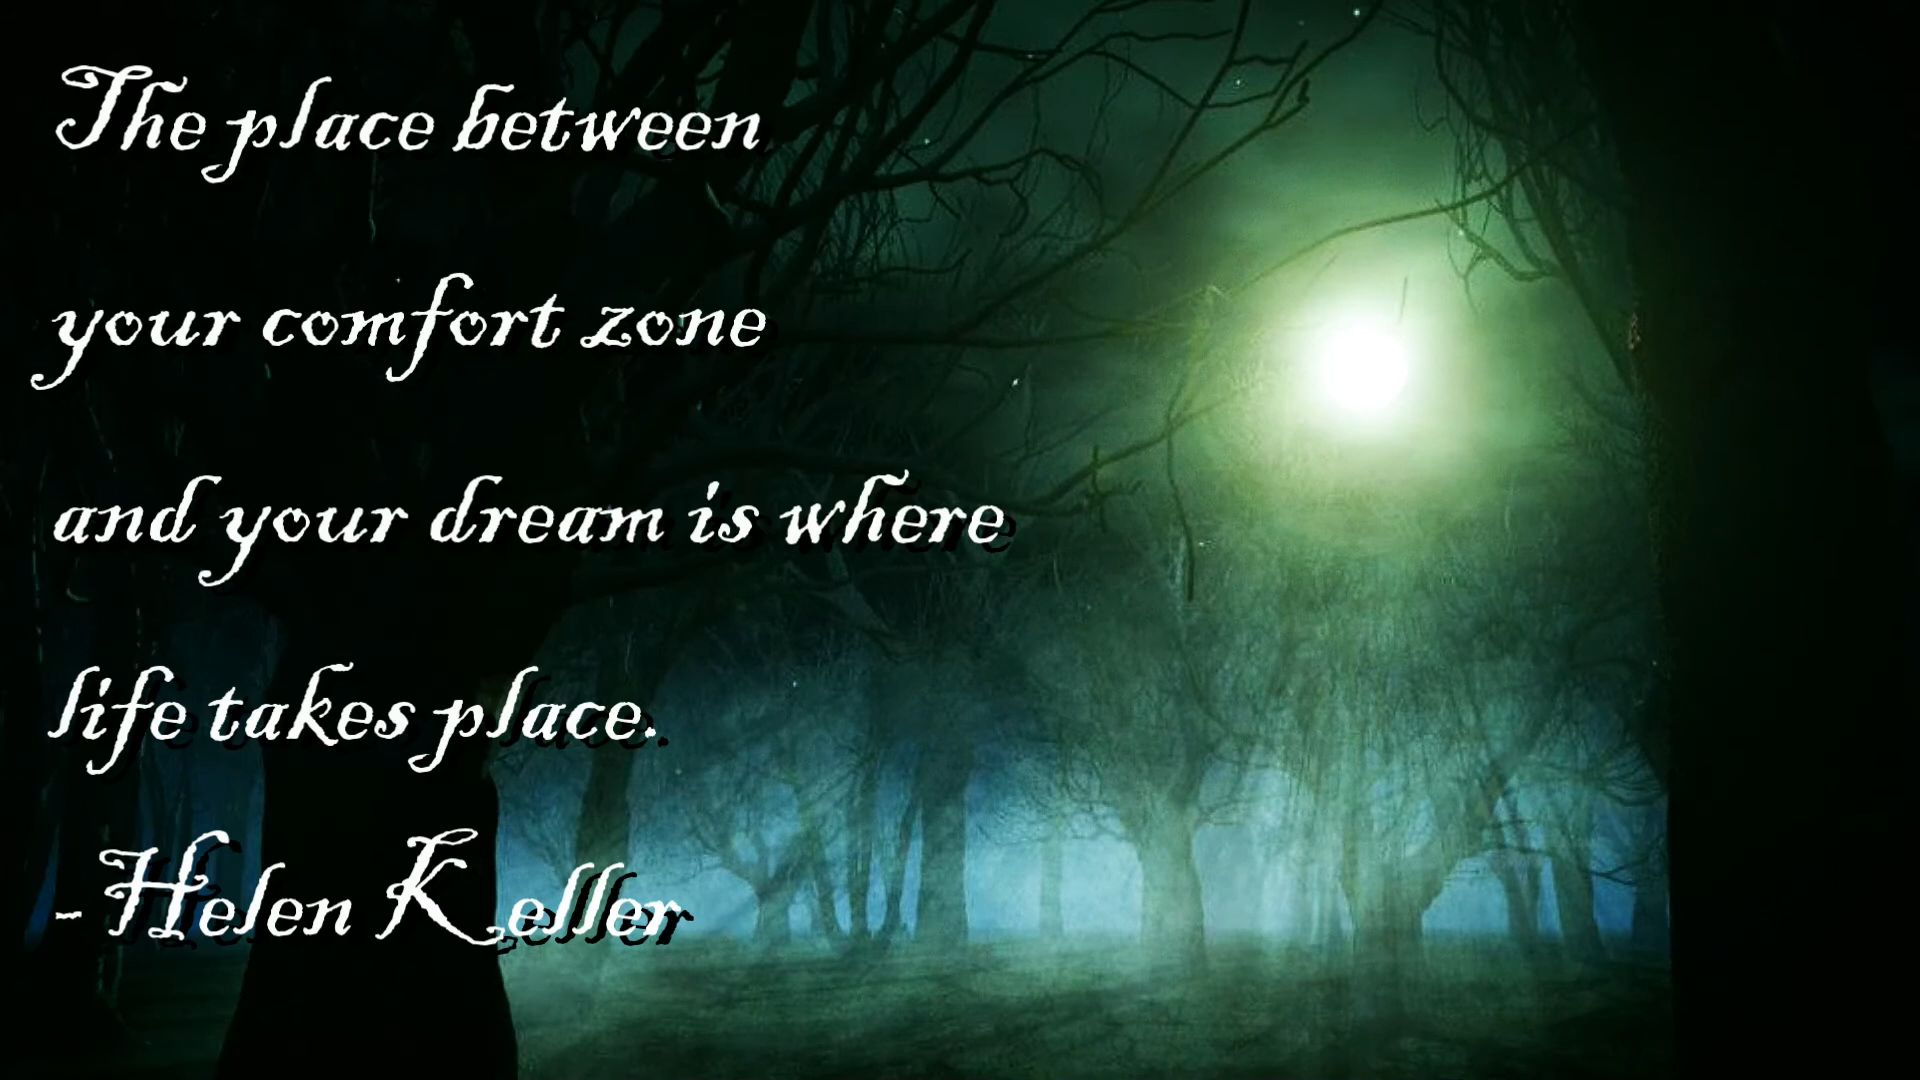 The place between
your comfort zone
and your dream is where
life takes place.
- Helen Keller